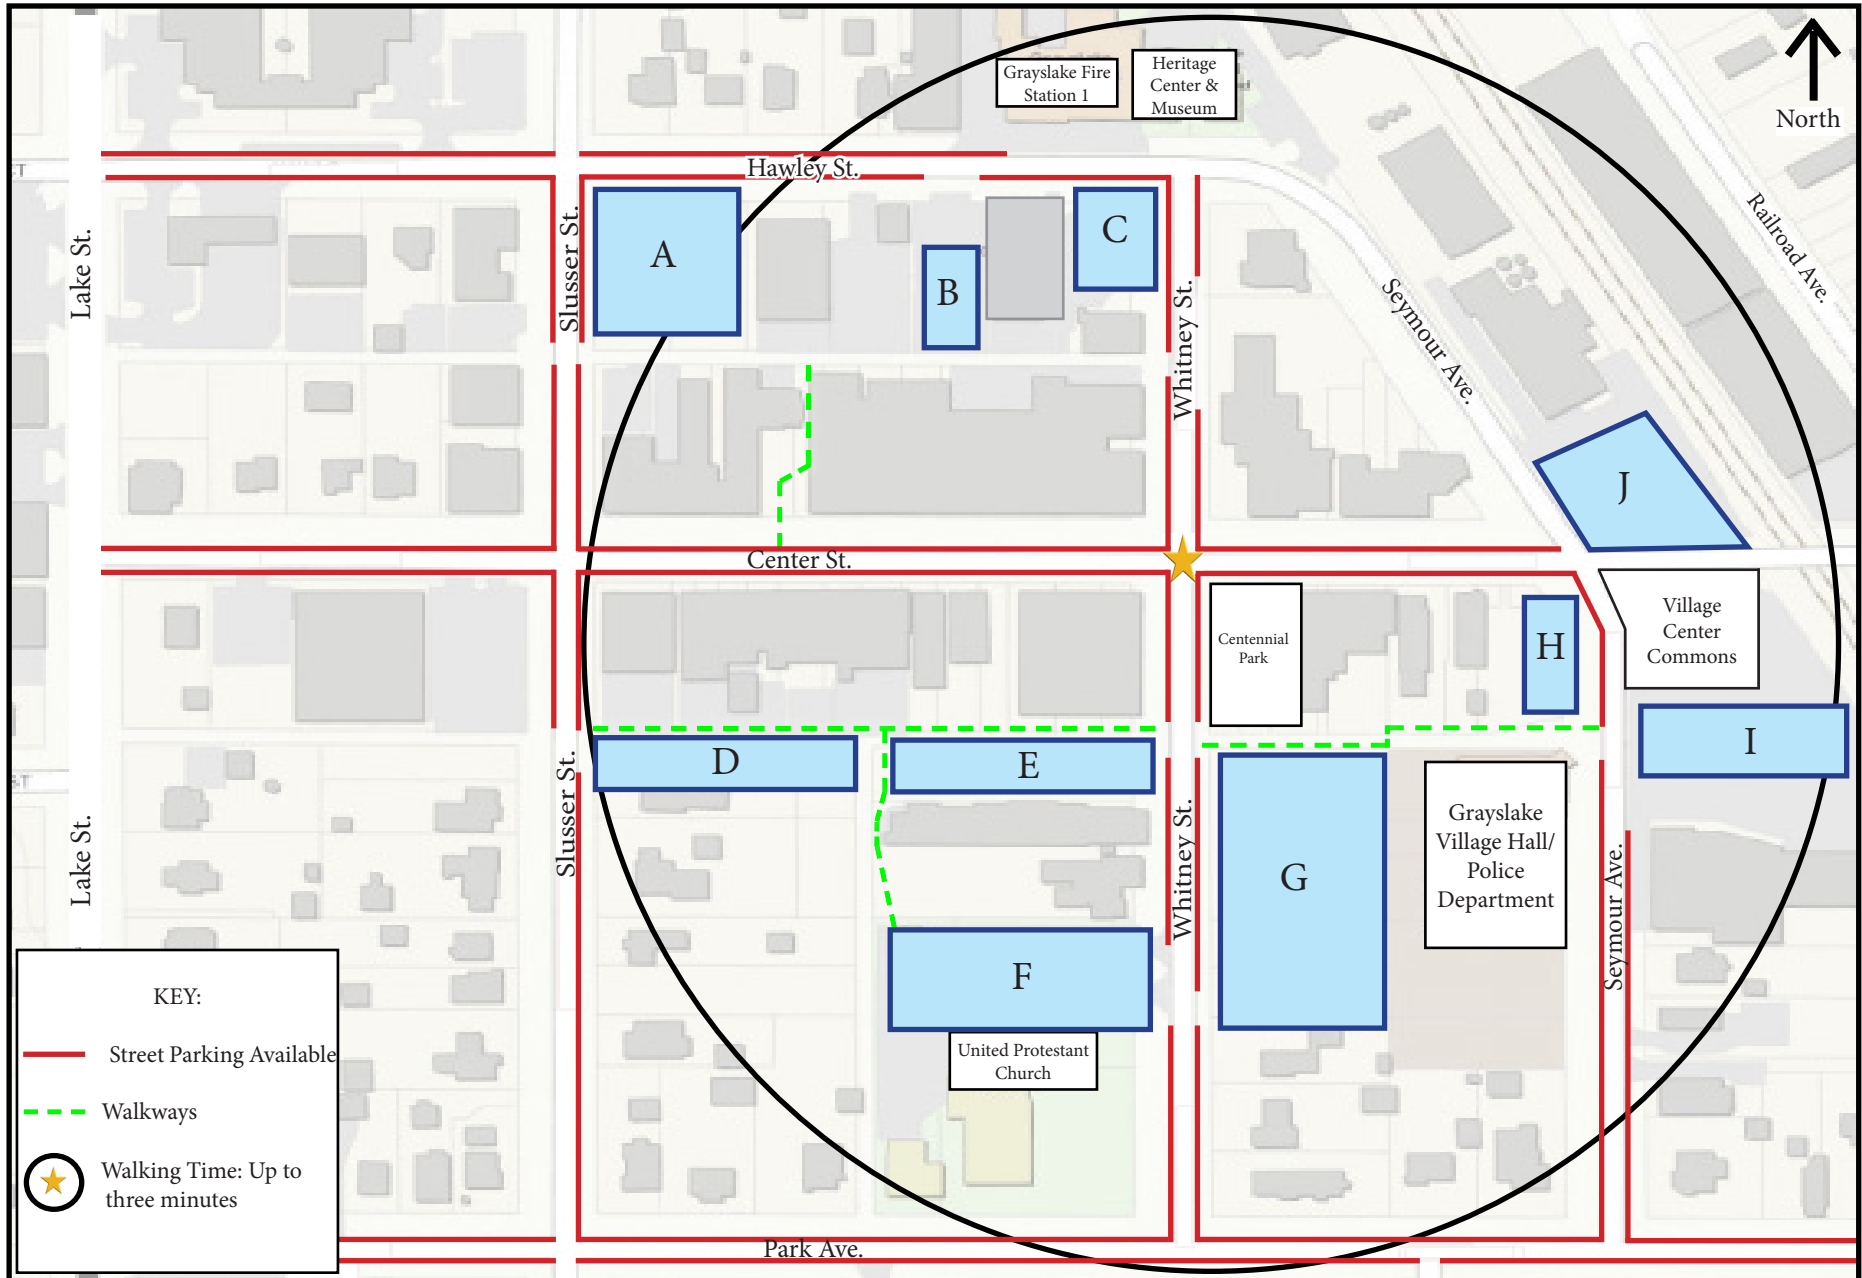 Grayslake Fire
Station 1
Heritage
Center &
Museum
North
Hawley St.
Railroad Ave.
Lake St.
Slusser St.
A
B
C
Whitney St.
Seymour Ave.
J
Center St.
Centennial
Park
H
Village
Center
Commons
I
D
E
Slusser St.
Whitney St.
Lake St.
G
Grayslake
Village Hall/
Police
Department
Seymour Ave.
F
United Protestant
Church
KEY:
Street Parking Available
Walkways
Walking Time: Up to
three minutes
Park Ave.